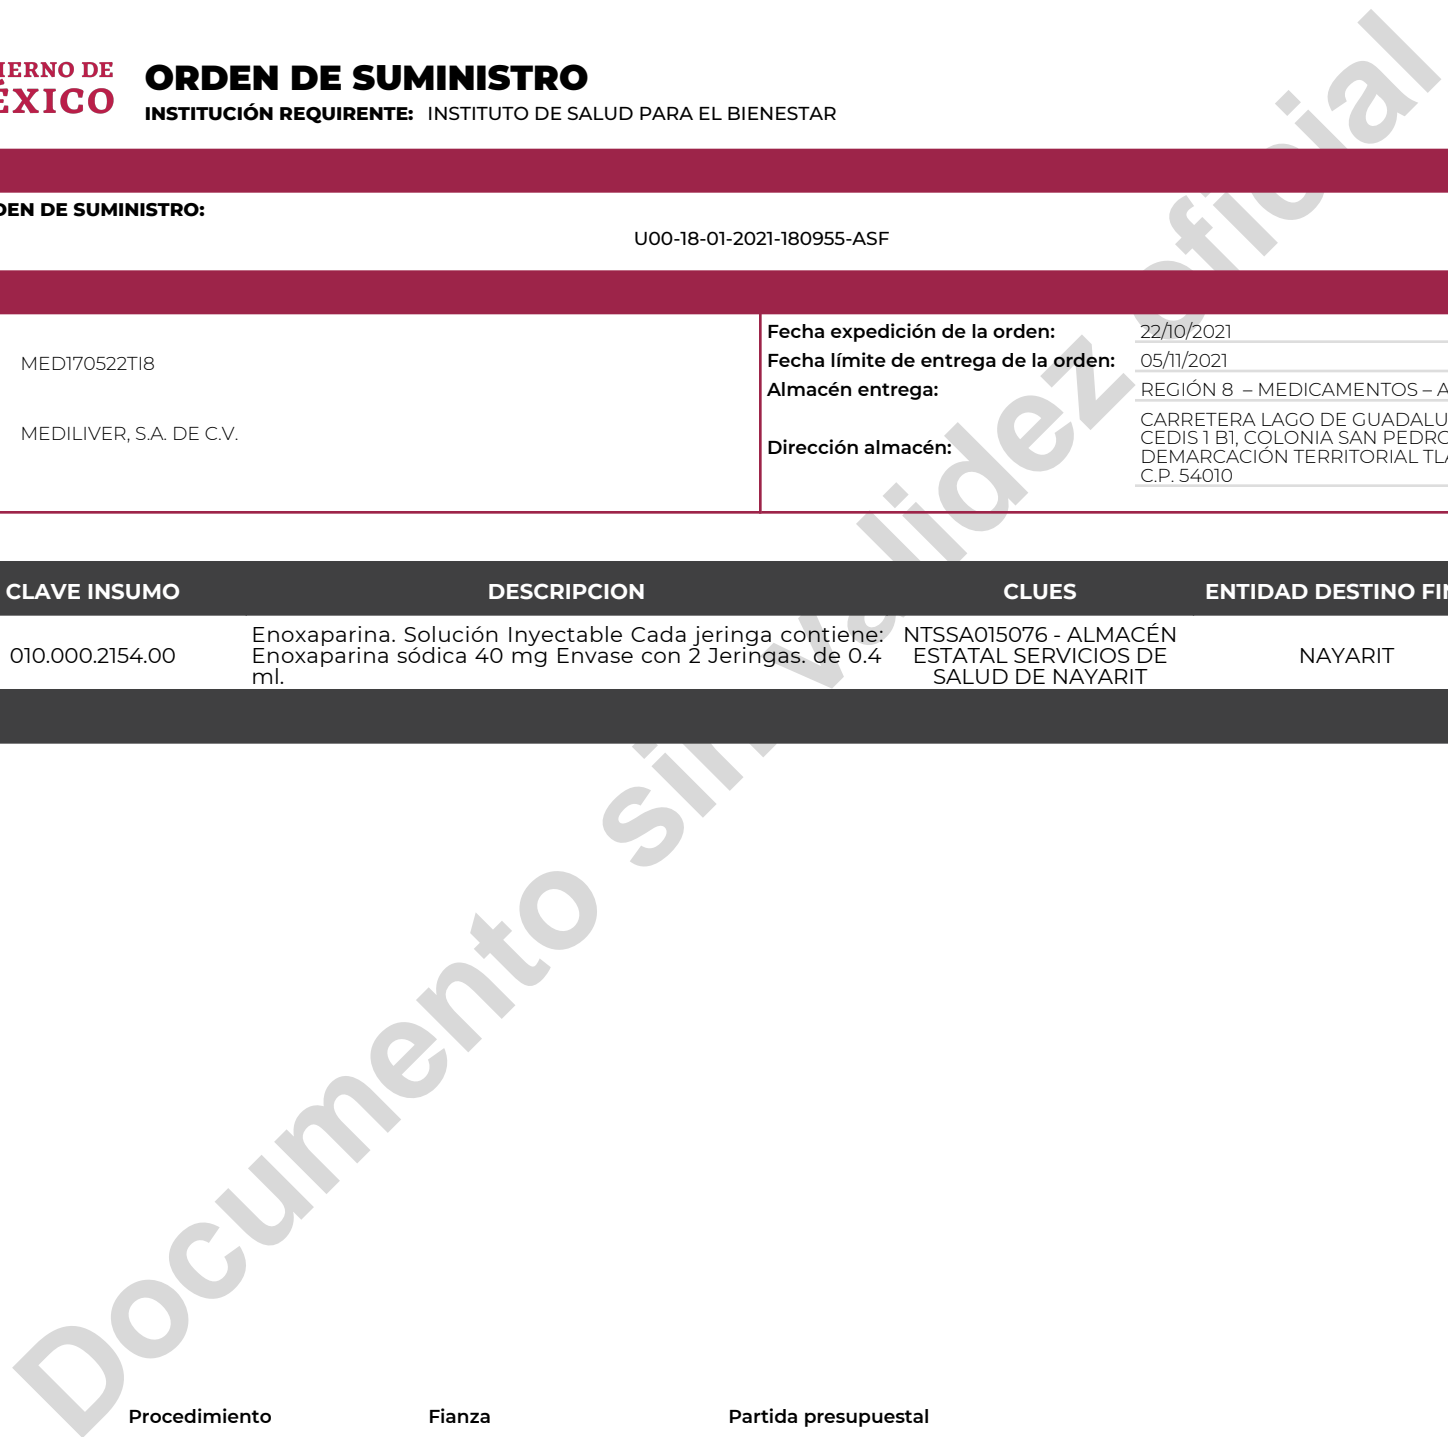 IERNO DE
ÉXICO
ORDEN DE SUMINISTRO
INSTITUCIÓN REQUIRENTE: INSTITUTO DE SALUD PARA EL BIENESTAR
DEN DE SUMINISTRO:
U00-18-01-2021-180955-ASF
MED170522TI8
MEDILIVER, S.A. DE C.V.
Fecha expedición de la orden: 22/10/2021
Fecha límite de entrega de la orden: 05/11/2021
Almacén entrega: REGIÓN 8 – MEDICAMENTOS – A
Dirección almacén:
CARRETERA LAGO DE GUADALU
CEDIS 1 B1, COLONIA SAN PEDRO
DEMARCACIÓN TERRITORIAL TLA
C.P. 54010
CLAVE INSUMO DESCRIPCION CLUES ENTIDAD DESTINO FIN
010.000.2154.00
Enoxaparina. Solución Inyectable Cada jeringa contiene:
Enoxaparina sódica 40 mg Envase con 2 Jeringas. de 0.4
ml.
NTSSA015076 - ALMACÉN
ESTATAL SERVICIOS DE
SALUD DE NAYARIT
NAYARIT
Documento sin validez oficial
Procedimiento Fianza Partida presupuestal